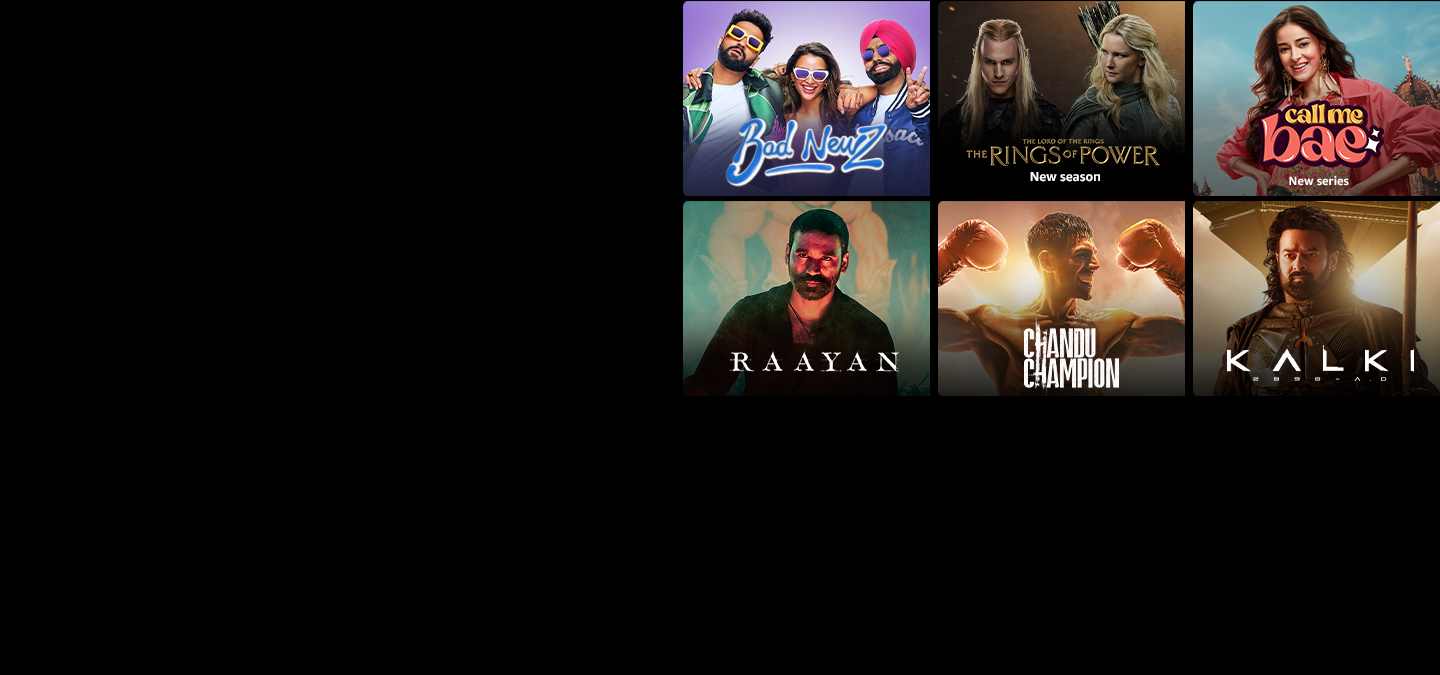 Bad Newz
THE LORD OF THE RINGS
THE RINGS OF POWER
New season
call me
bae
New series
RAAYAN
CHANDU
CHAMPION
KALKI
2898-A.D